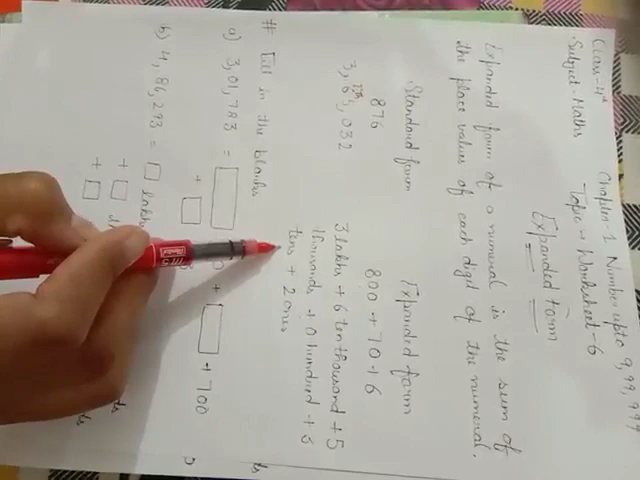 Class-4th Chapter-1 Number upto 9,99,999
Subject-Maths Topic → Worksheet-6
Expanded form
Expanded form of a numeral is the sum of
the place values of each digit of the numeral.
Standard form Expanded form
876 800 + 70 + 6
3,65,032 3 lakhs + 6 ten thousand + 5
thousands + 0 hundred + 3
tens + 2 ones
# Fill in the blanks
a) 3,01,783 = + + 700
+
b) 4,86,293 = lakhs
+
+